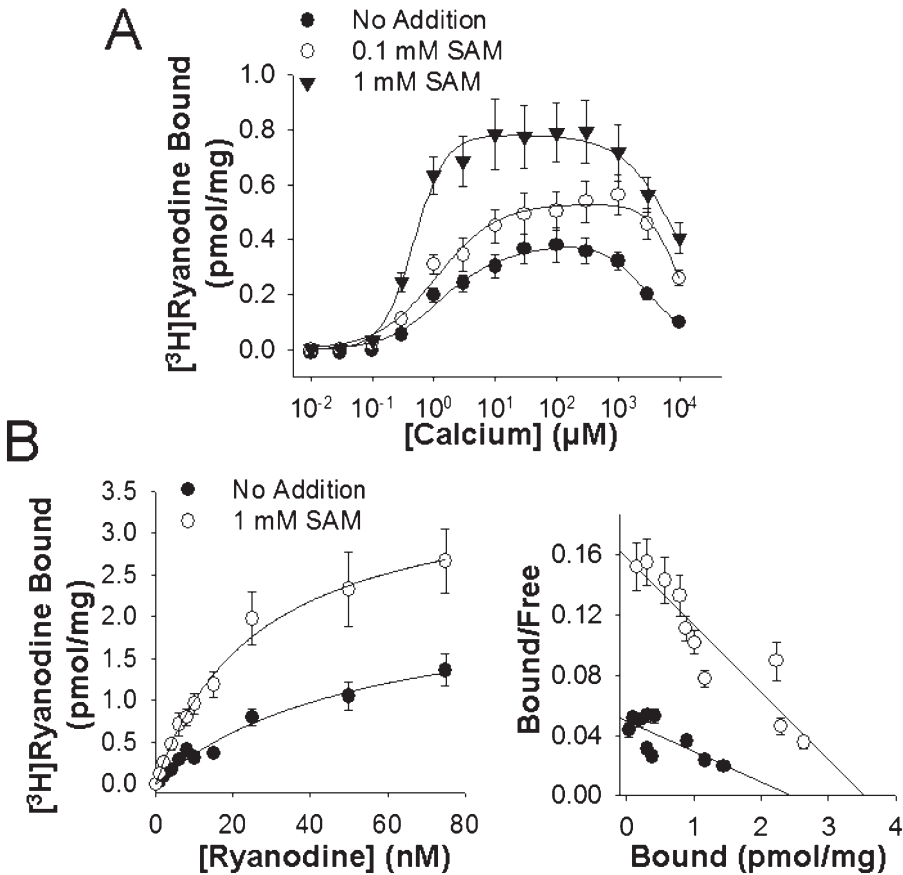 A
No Addition
0.1 mM SAM
1 mM SAM
[³H]Ryanodine Bound
(pmol/mg)
1.0
0.8
0.6
0.4
0.2
0.0
10⁻² 10⁻¹ 10⁰ 10¹ 10² 10³ 10⁴
[Calcium] (µM)
B
No Addition
1 mM SAM
[³H]Ryanodine Bound
(pmol/mg)
3.5
3.0
2.5
2.0
1.5
1.0
0.5
0.0
0 20 40 60 80
[Ryanodine] (nM)
Bound/Free
0.16
0.12
0.08
0.04
0.00
0 1 2 3 4
Bound (pmol/mg)